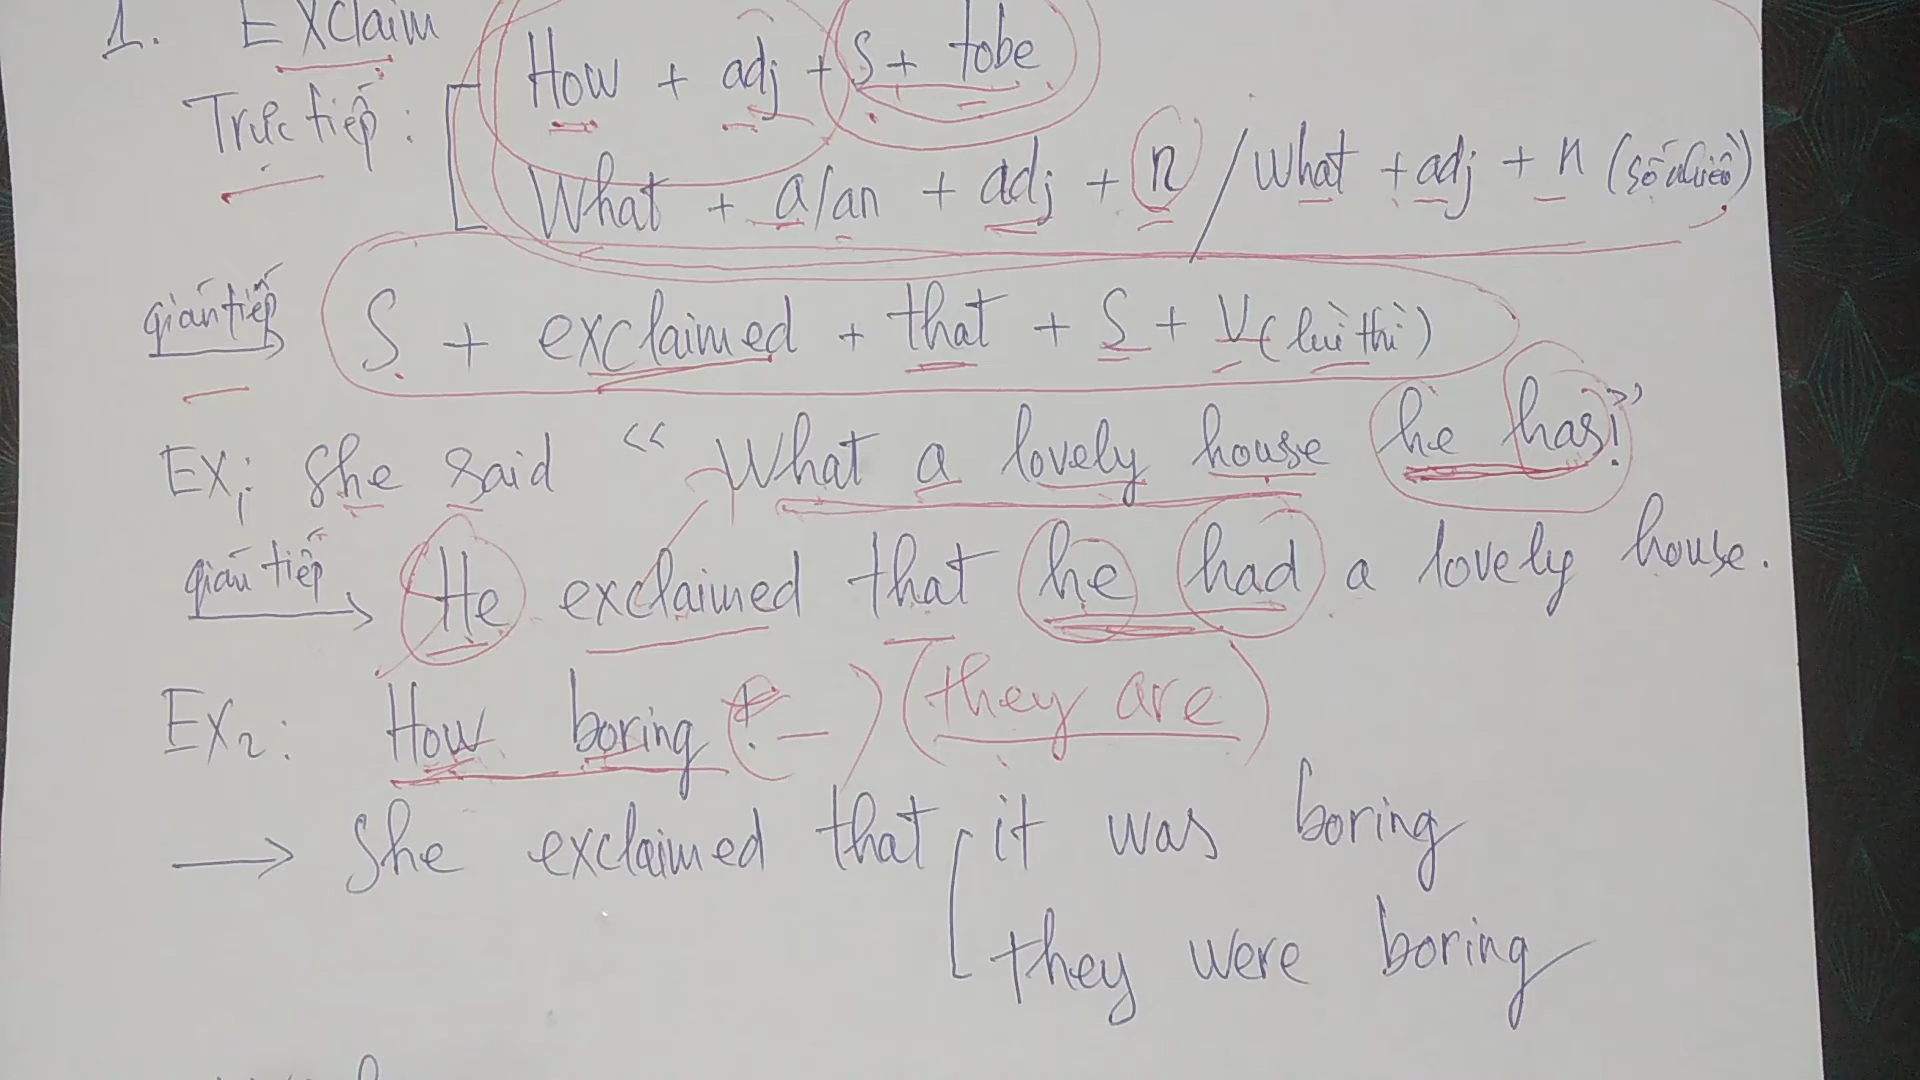 1. Exclaim
How + adj + S + tobe
Trực tiếp:
What + a/an + adj + n / What + adj + n (số nhiều)
gián tiếp S + exclaimed + that + S + V (lùi thì)
EX1: She said "What a lovely house he has!"
gián tiếp → He exclaimed that he had a lovely house.
EX2: How boring (! _ ) (they are)
→ She exclaimed that it was boring
they were boring